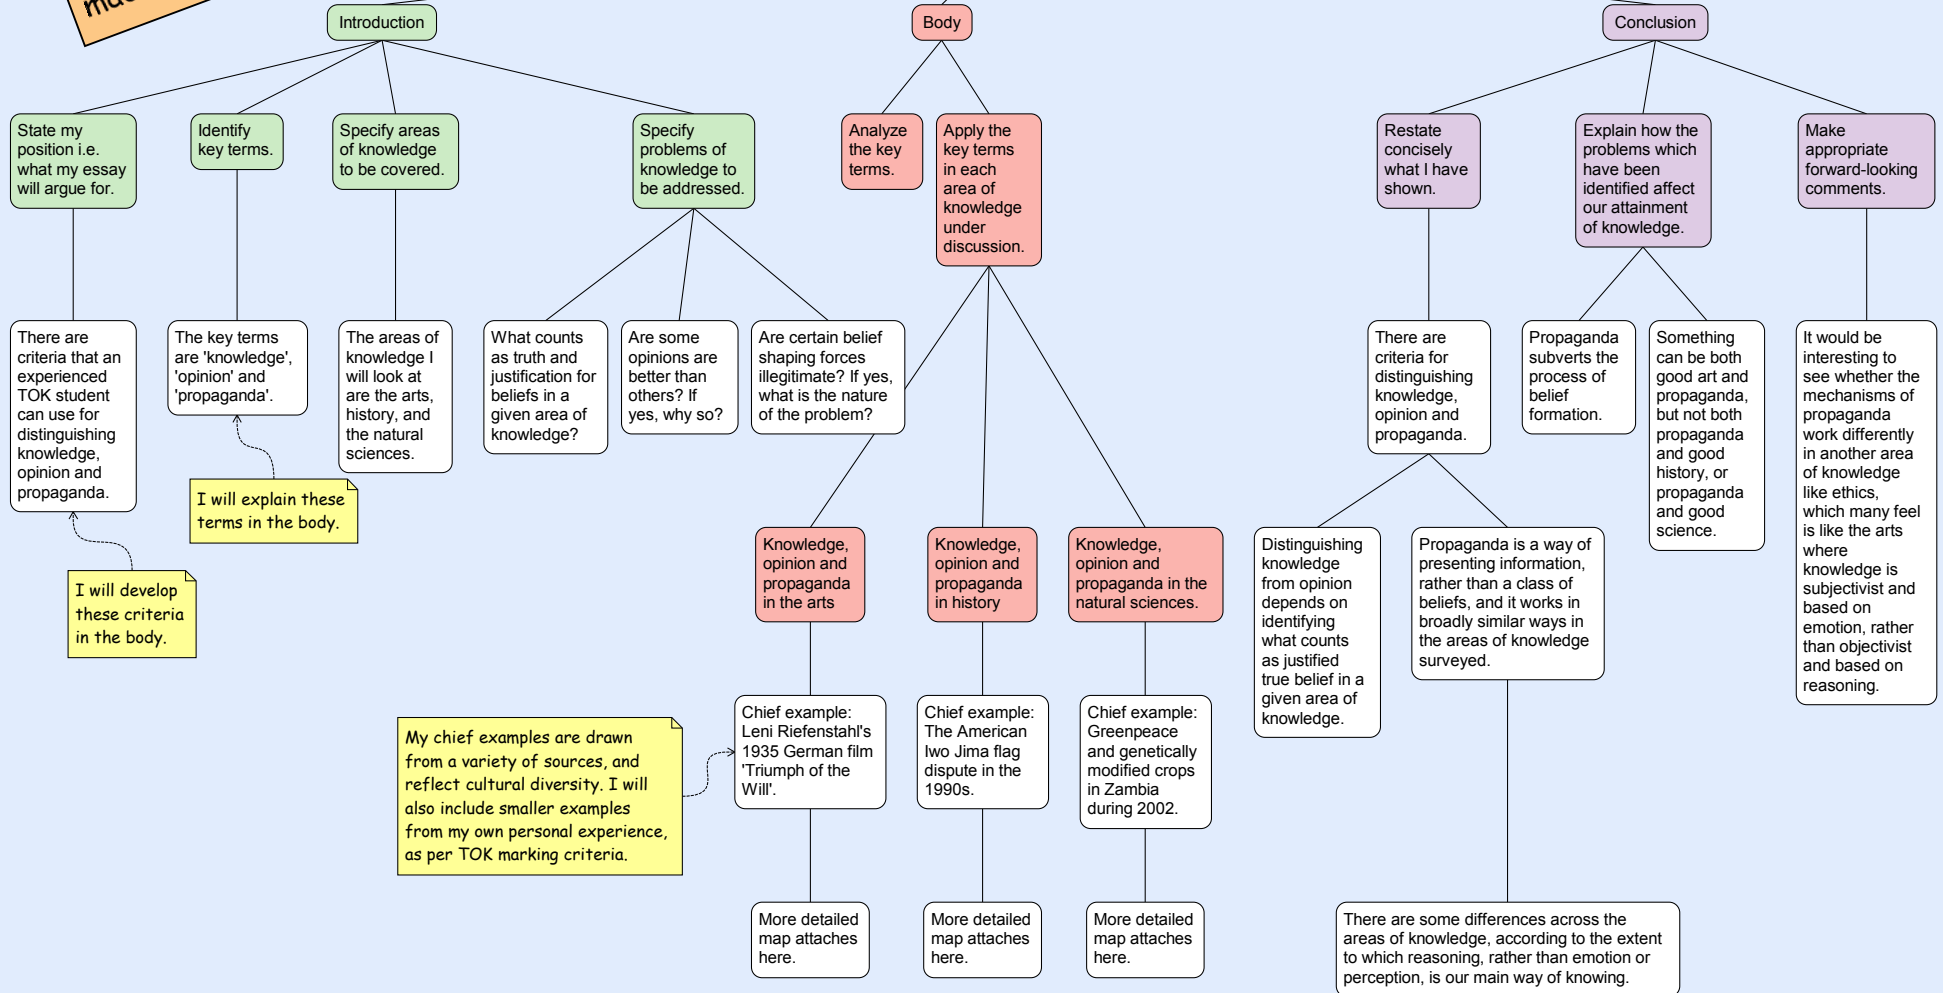 Introduction
Body
Conclusion
State my
position i.e.
what my essay
will argue for.
Identify
key terms.
Specify areas
of knowledge
to be covered.
Specify
problems of
knowledge to
be addressed.
Analyze
the key
terms.
Apply the
key terms
in each
area of
knowledge
under
discussion.
Restate
concisely
what I have
shown.
Explain how the
problems which
have been
identified affect
our attainment
of knowledge.
Make
appropriate
forward-looking
comments.
There are
criteria that an
experienced
TOK student
can use for
distinguishing
knowledge,
opinion and
propaganda.
The key terms
are 'knowledge',
'opinion' and
'propaganda'.
The areas of
knowledge I
will look at
are the arts,
history, and
the natural
sciences.
What counts
as truth and
justification for
beliefs in a
given area of
knowledge?
Are some
opinions are
better than
others? If
yes, why so?
Are certain belief
shaping forces
illegitimate? If yes,
what is the nature
of the problem?
There are
criteria for
distinguishing
knowledge,
opinion and
propaganda.
Propaganda
subverts the
process of
belief
formation.
Something
can be both
good art and
propaganda,
but not both
propaganda
and good
history, or
propaganda
and good
science.
It would be
interesting to
see whether the
mechanisms of
propaganda
work differently
in another area
of knowledge
like ethics,
which many feel
is like the arts
where
knowledge is
subjectivist and
based on
emotion, rather
than objectivist
and based on
reasoning.
I will explain these
terms in the body.
I will develop
these criteria
in the body.
Knowledge,
opinion and
propaganda
in the arts
Knowledge,
opinion and
propaganda
in history
Knowledge,
opinion and
propaganda in the
natural sciences.
Distinguishing
knowledge
from opinion
depends on
identifying
what counts
as justified
true belief in a
given area of
knowledge.
Propaganda is a way of
presenting information,
rather than a class of
beliefs, and it works in
broadly similar ways in
the areas of knowledge
surveyed.
My chief examples are drawn
from a variety of sources, and
reflect cultural diversity. I will
also include smaller examples
from my own personal experience,
as per TOK marking criteria.
Chief example:
Leni Riefenstahl's
1935 German film
'Triumph of the
Will'.
Chief example:
The American
Iwo Jima flag
dispute in the
1990s.
Chief example:
Greenpeace
and genetically
modified crops
in Zambia
during 2002.
More detailed
map attaches
here.
More detailed
map attaches
here.
More detailed
map attaches
here.
There are some differences across the
areas of knowledge, according to the extent
to which reasoning, rather than emotion or
perception, is our main way of knowing.